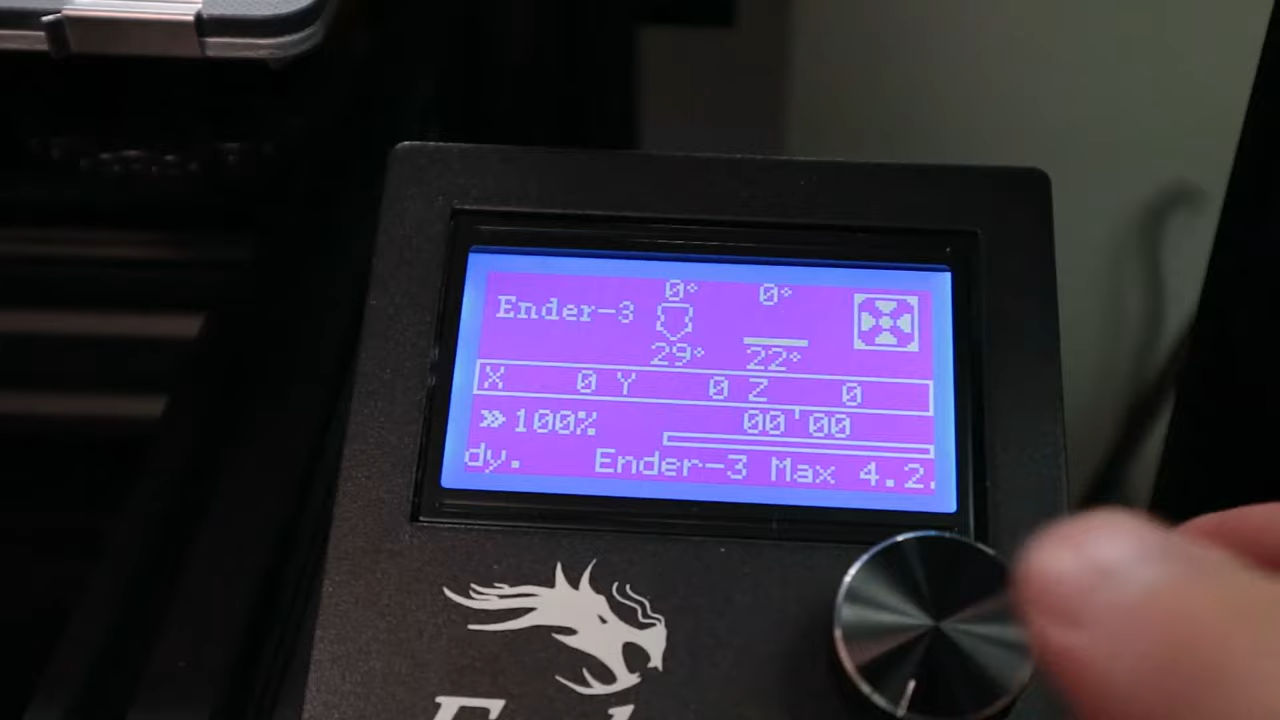 0° 0°
Ender-3
29° 22°
X 0 Y 0 Z 0
»100% 00'00
dy. Ender-3 Max 4.2.